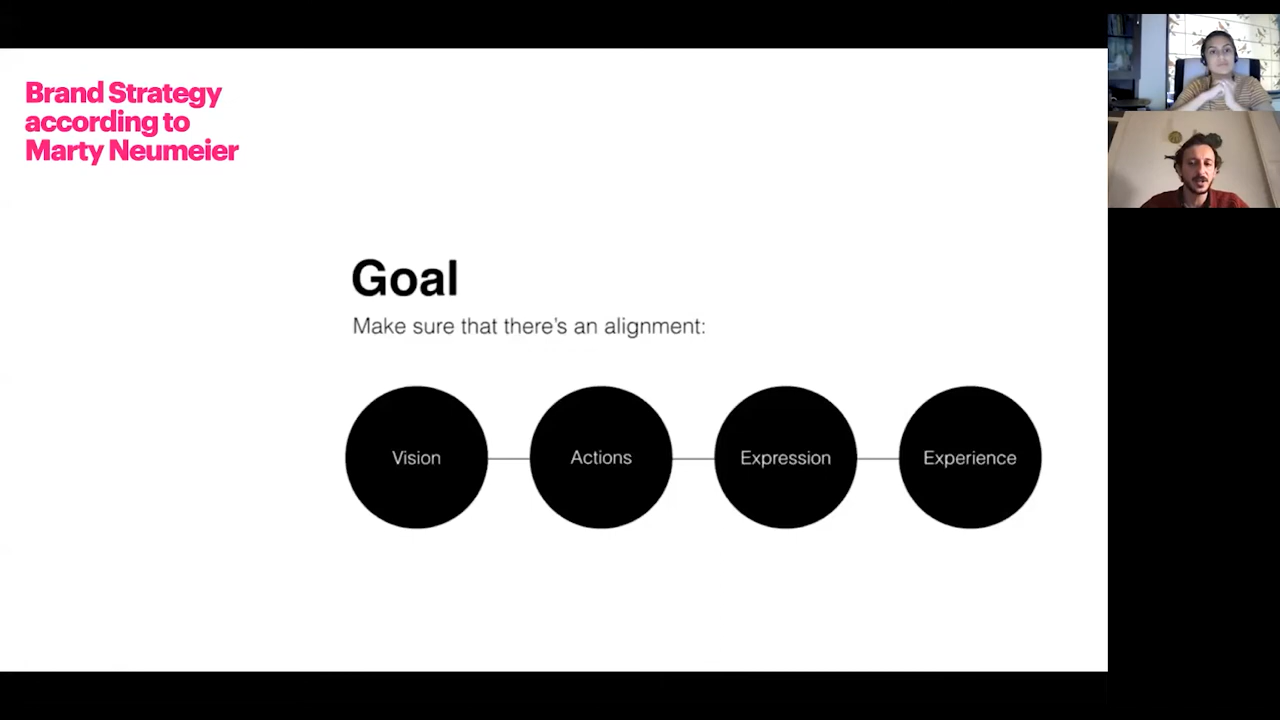 Brand Strategy
according to
Marty Neumeier
Goal
Make sure that there's an alignment:
Vision
Actions
Expression
Experience